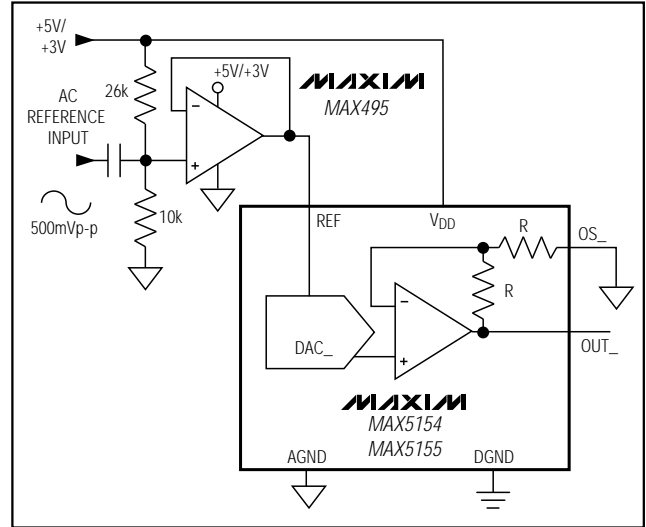 +5V/
+3V
26k
+5V/+3V
MAXIM
MAX495
AC
REFERENCE
INPUT
−
+
500mVp-p
10k
REF
VDD
R
OS_
R
−
+
DAC_
OUT_
MAXIM
MAX5154
MAX5155
AGND
DGND